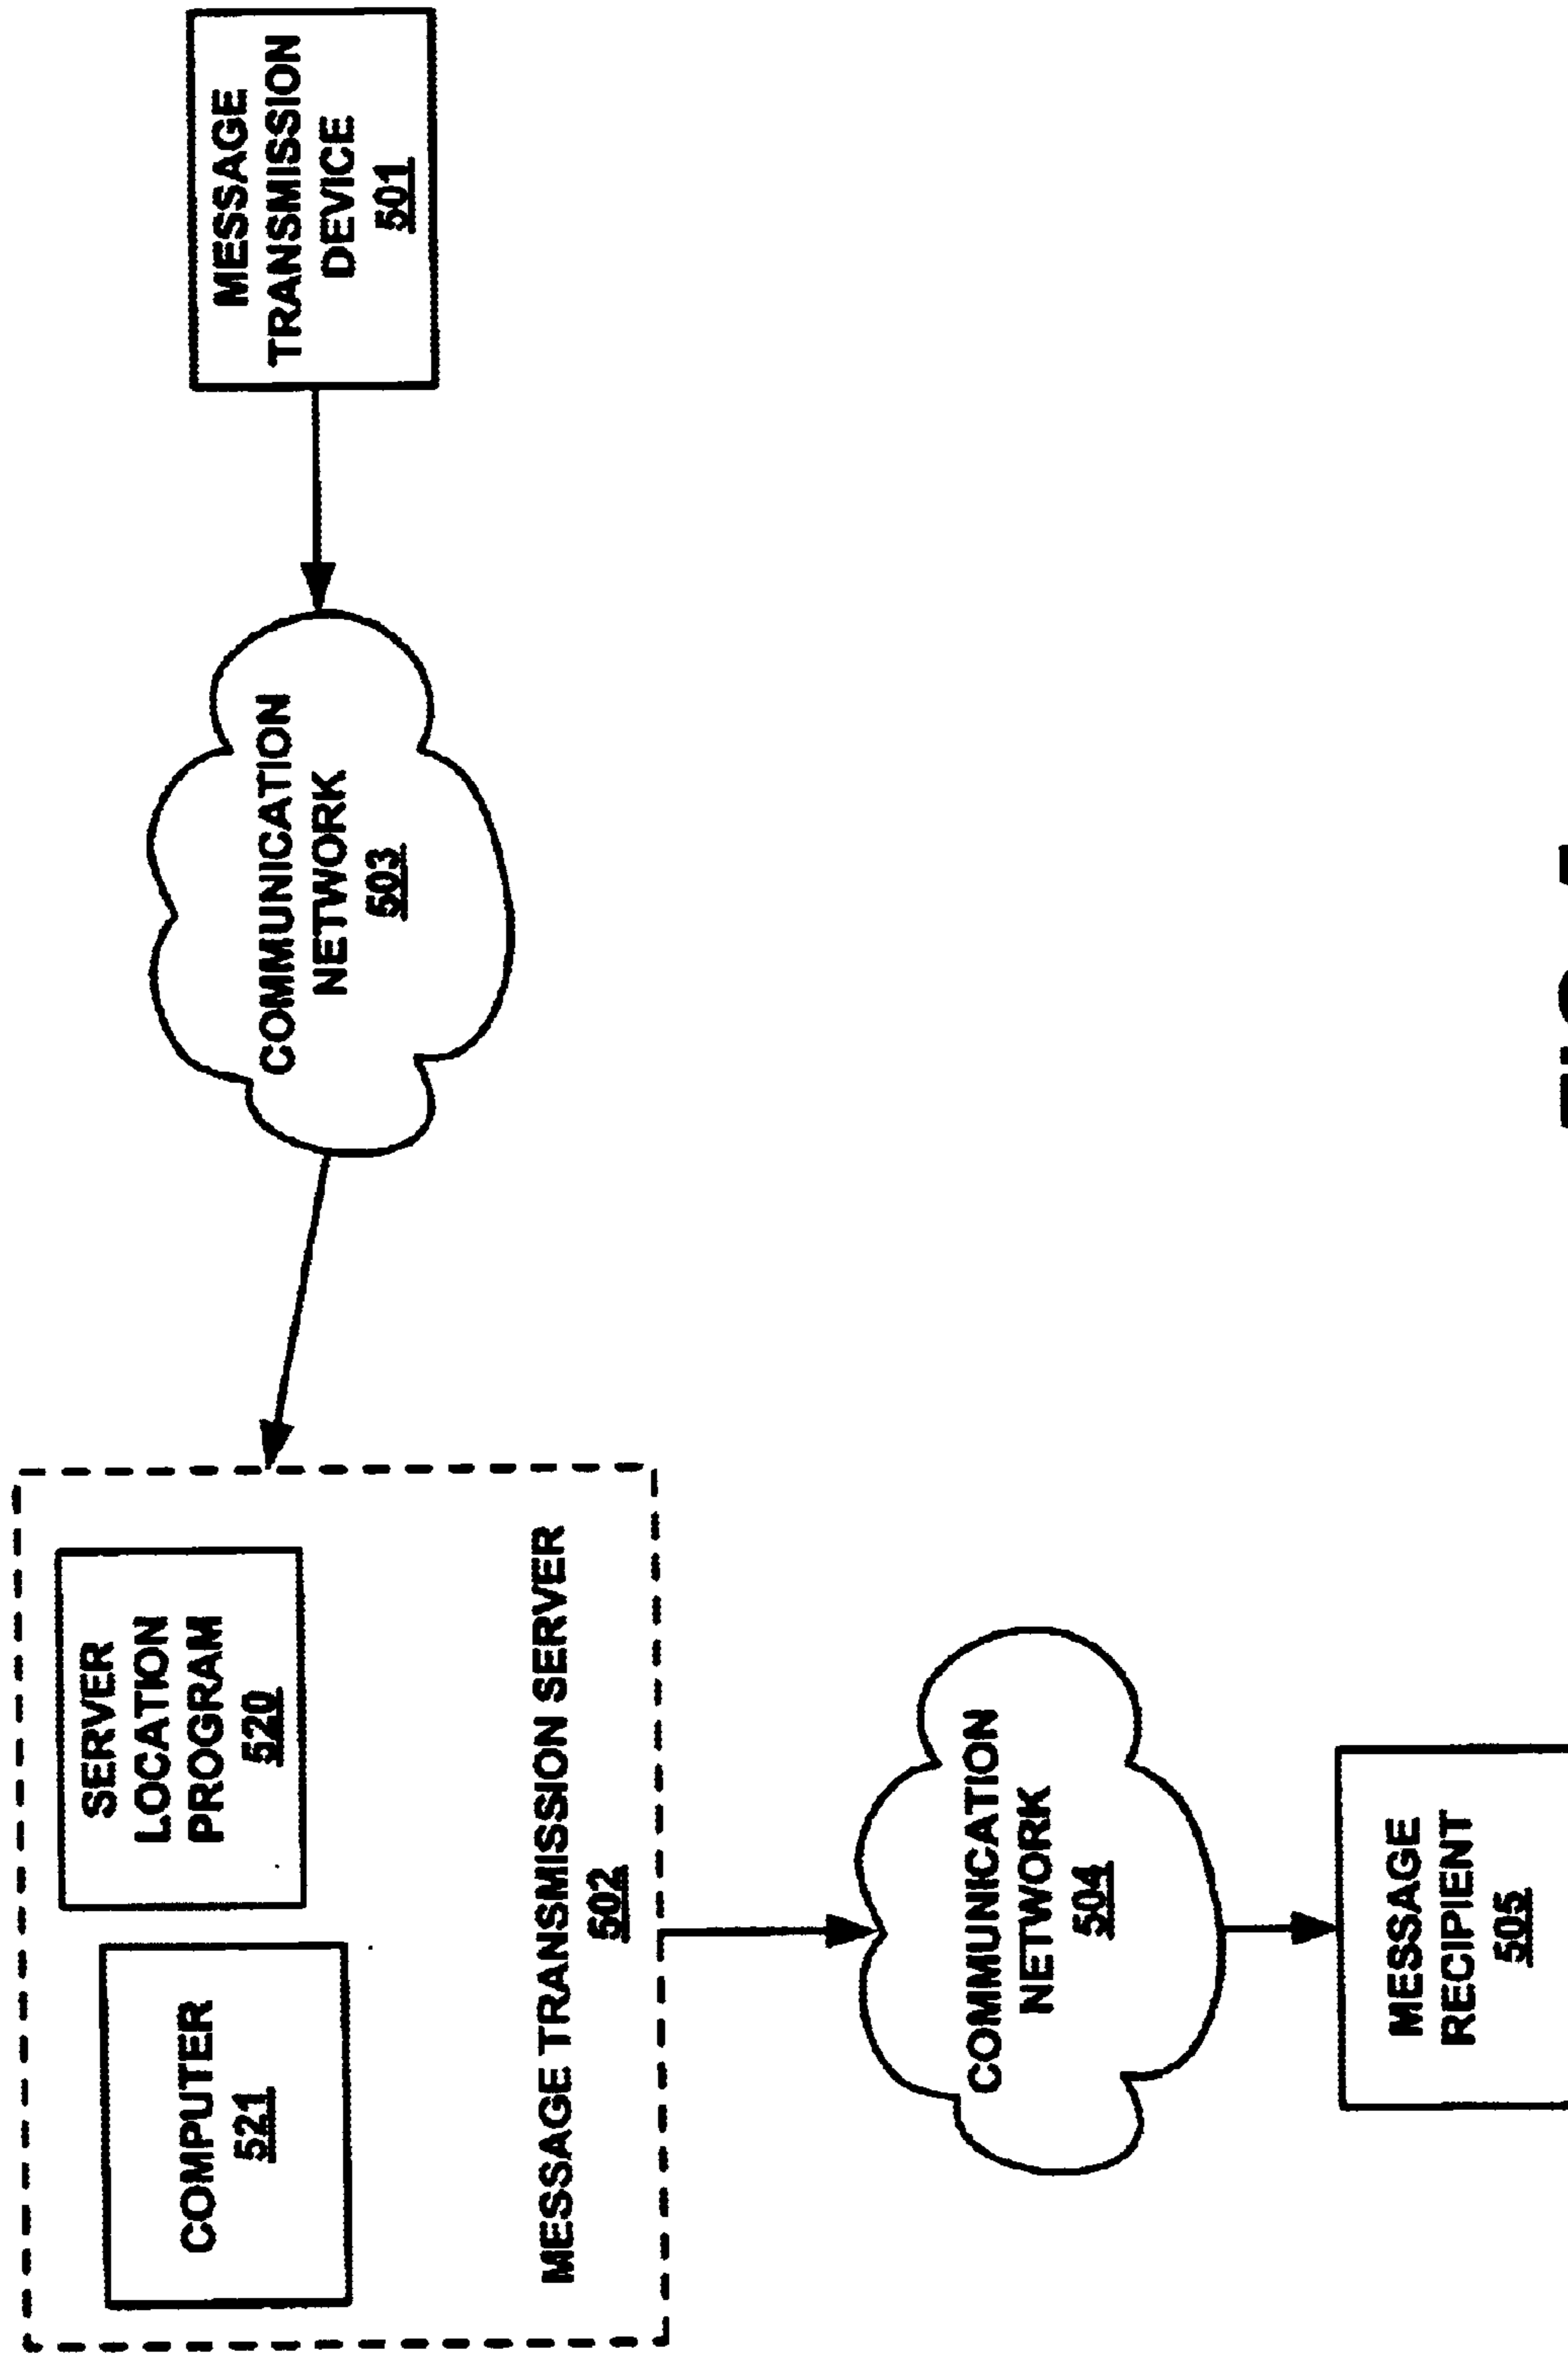 SERVER
LOCATION
PROGRAM
520
COMPUTER
521
MESSAGE TRANSMISSION SERVER
502
COMMUNICATION
NETWORK
503
MESSAGE
TRANSMISSION
DEVICE
501
COMMUNICATION
NETWORK
504
MESSAGE
RECIPIENT
505